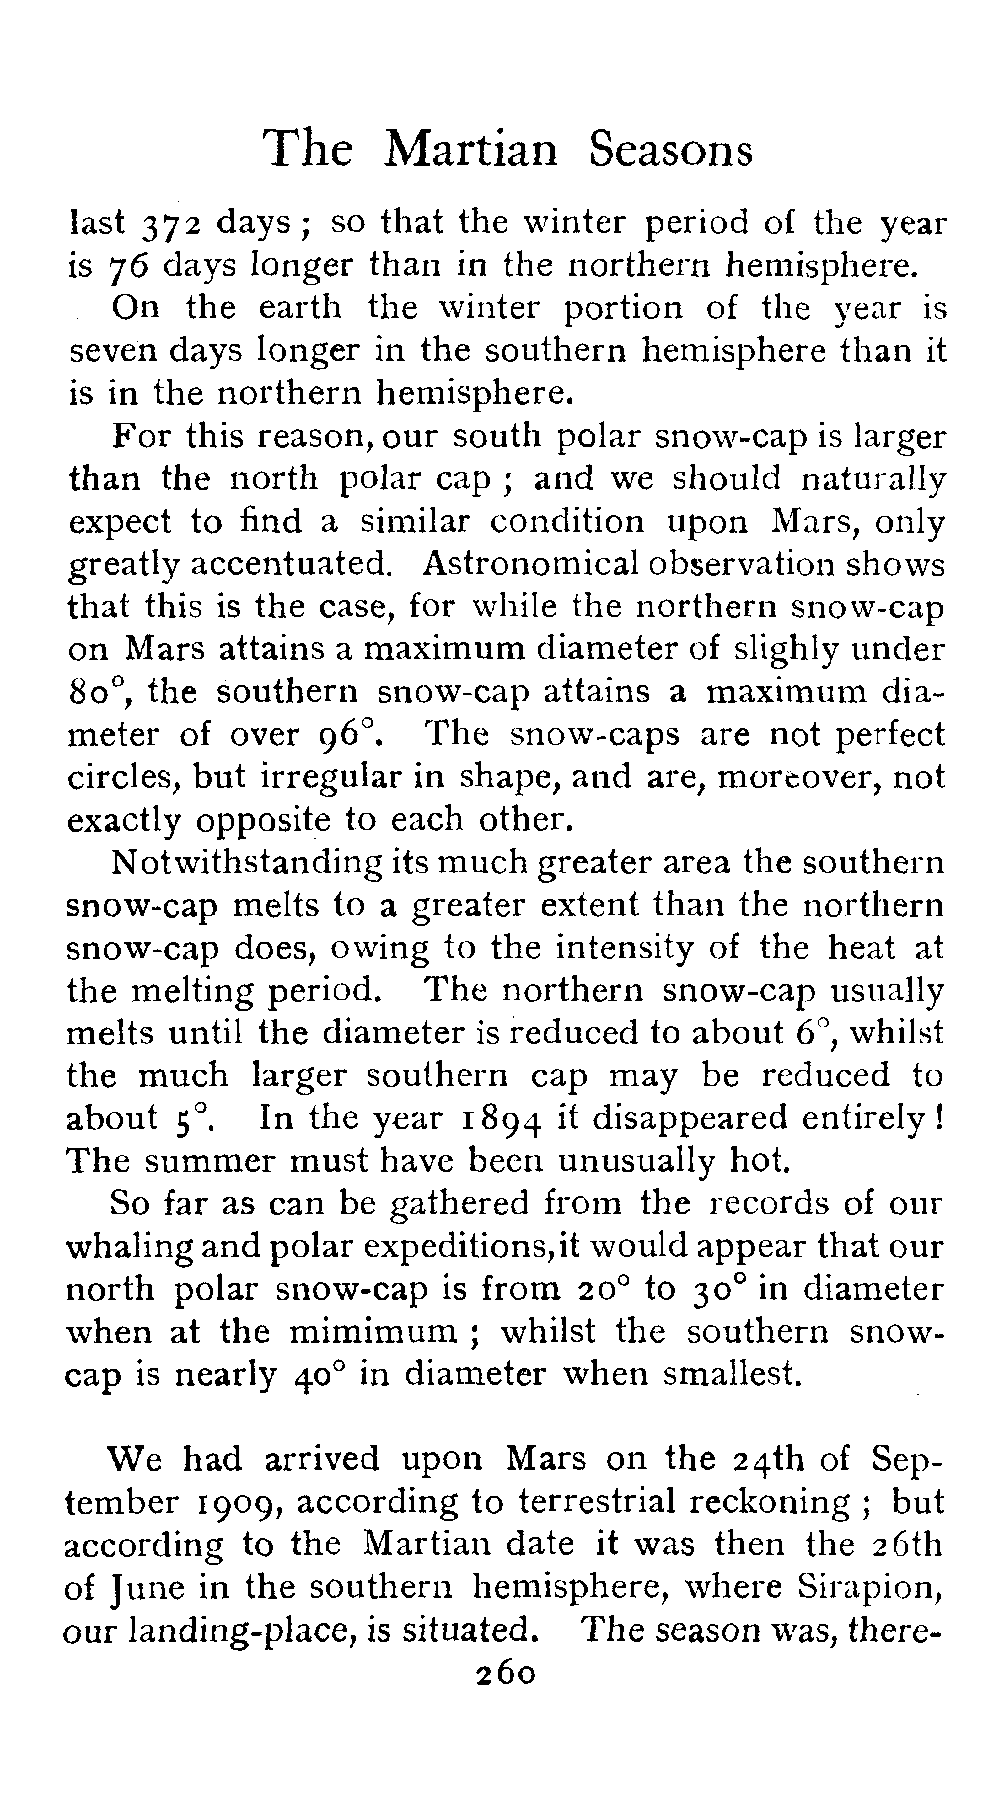 The Martian Seasons
last 372 days ; so that the winter period of the year
is 76 days longer than in the northern hemisphere.
On the earth the winter portion of the year is
seven days longer in the southern hemisphere than it
is in the northern hemisphere.
For this reason, our south polar snow-cap is larger
than the north polar cap ; and we should naturally
expect to find a similar condition upon Mars, only
greatly accentuated. Astronomical observation shows
that this is the case, for while the northern snow-cap
on Mars attains a maximum diameter of slighly under
80°, the southern snow-cap attains a maximum dia-
meter of over 96°. The snow-caps are not perfect
circles, but irregular in shape, and are, moreover, not
exactly opposite to each other.
Notwithstanding its much greater area the southern
snow-cap melts to a greater extent than the northern
snow-cap does, owing to the intensity of the heat at
the melting period. The northern snow-cap usually
melts until the diameter is reduced to about 6°, whilst
the much larger southern cap may be reduced to
about 5°. In the year 1894 it disappeared entirely !
The summer must have been unusually hot.
So far as can be gathered from the records of our
whaling and polar expeditions, it would appear that our
north polar snow-cap is from 20° to 30° in diameter
when at the mimimum ; whilst the southern snow-
cap is nearly 40° in diameter when smallest.
We had arrived upon Mars on the 24th of Sep-
tember 1909, according to terrestrial reckoning ; but
according to the Martian date it was then the 26th
of June in the southern hemisphere, where Sirapion,
our landing-place, is situated. The season was, there-
260